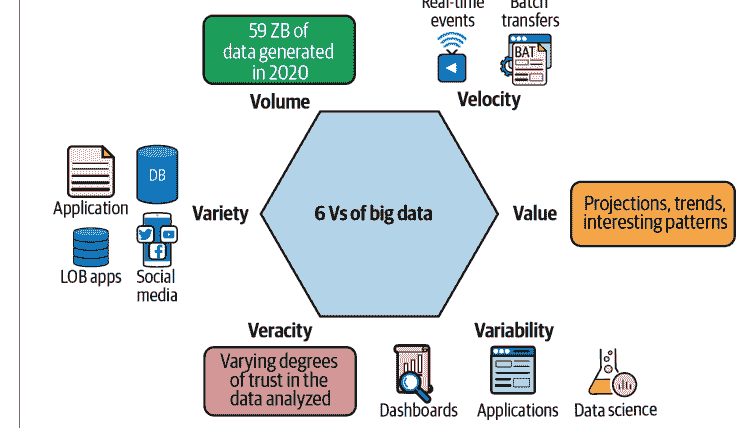 Real-time
events
Batch
transfers
59 ZB of
data generated
in 2020
BAT
Volume
Velocity
DB
Application
Variety
6 Vs of big data
Value
Projections, trends,
interesting patterns
LOB apps
Social
media
Veracity
Variability
Varying degrees
of trust in the
data analyzed
Dashboards
Applications
Data science